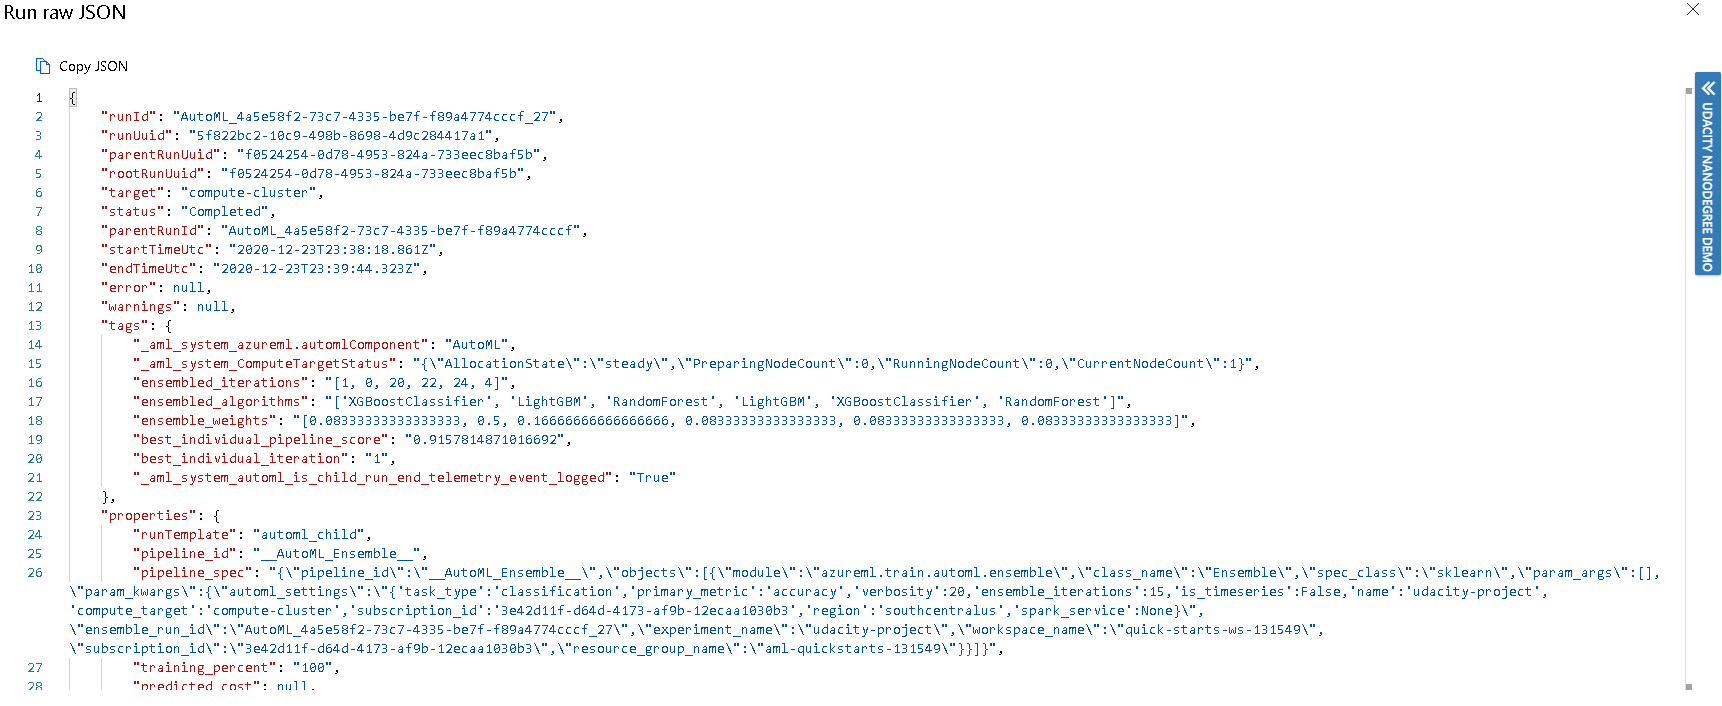 Run raw JSON
Copy JSON
1 {
2 "runId": "AutoML_4a5e58f2-73c7-4335-be7f-f89a4774cccf_27",
3 "runUuid": "5f822bc2-10c9-498b-8698-4d9c284417a1",
4 "parentRunUuid": "f0524254-0d78-4953-824a-733eec8baf5b",
5 "rootRunUuid": "f0524254-0d78-4953-824a-733eec8baf5b",
6 "target": "compute-cluster",
7 "status": "Completed",
8 "parentRunId": "AutoML_4a5e58f2-73c7-4335-be7f-f89a4774cccf",
9 "startTimeUtc": "2020-12-23T23:38:18.861Z",
10 "endTimeUtc": "2020-12-23T23:39:44.323Z",
11 "error": null,
12 "warnings": null,
13 "tags": {
14 "_aml_system_azureml.automlComponent": "AutoML",
15 "_aml_system_ComputeTargetStatus": "{\"AllocationState\":\"steady\",\"PreparingNodeCount\":0,\"RunningNodeCount\":0,\"CurrentNodeCount\":1}",
16 "ensembled_iterations": "[1, 0, 20, 22, 24, 4]",
17 "ensembled_algorithms": "['XGBoostClassifier', 'LightGBM', 'RandomForest', 'LightGBM', 'XGBoostClassifier', 'RandomForest']",
18 "ensemble_weights": "[0.08333333333333333, 0.5, 0.16666666666666666, 0.08333333333333333, 0.08333333333333333, 0.08333333333333333]",
19 "best_individual_pipeline_score": "0.9157814871016692",
20 "best_individual_iteration": "1",
21 "_aml_system_automl_is_child_run_end_telemetry_event_logged": "True"
22 },
23 "properties": {
24 "runTemplate": "automl_child",
25 "pipeline_id": "__AutoML_Ensemble__",
26 "pipeline_spec": "{\"pipeline_id\":\"__AutoML_Ensemble__\",\"objects\":[{\"module\":\"azureml.train.automl.ensemble\",\"class_name\":\"Ensemble\",\"spec_class\":\"sklearn\",\"param_args\":[],
\"param_kwargs\":{\"automl_settings\":\"{'task_type':'classification','primary_metric':'accuracy','verbosity':20,'ensemble_iterations':15,'is_timeseries':False,'name':'udacity-project',
'compute_target':'compute-cluster','subscription_id':'3e42d11f-d64d-4173-af9b-12ecaa1030b3','region':'southcentralus','spark_service':None}\",
\"ensemble_run_id\":\"AutoML_4a5e58f2-73c7-4335-be7f-f89a4774cccf_27\",\"experiment_name\":\"udacity-project\",\"workspace_name\":\"quick-starts-ws-131549\",
\"subscription_id\":\"3e42d11f-d64d-4173-af9b-12ecaa1030b3\",\"resource_group_name\":\"aml-quickstarts-131549\"}}]}",
27 "training_percent": "100",
28 "predicted_cost": null,
UDACITY NANODEGREE DEMO